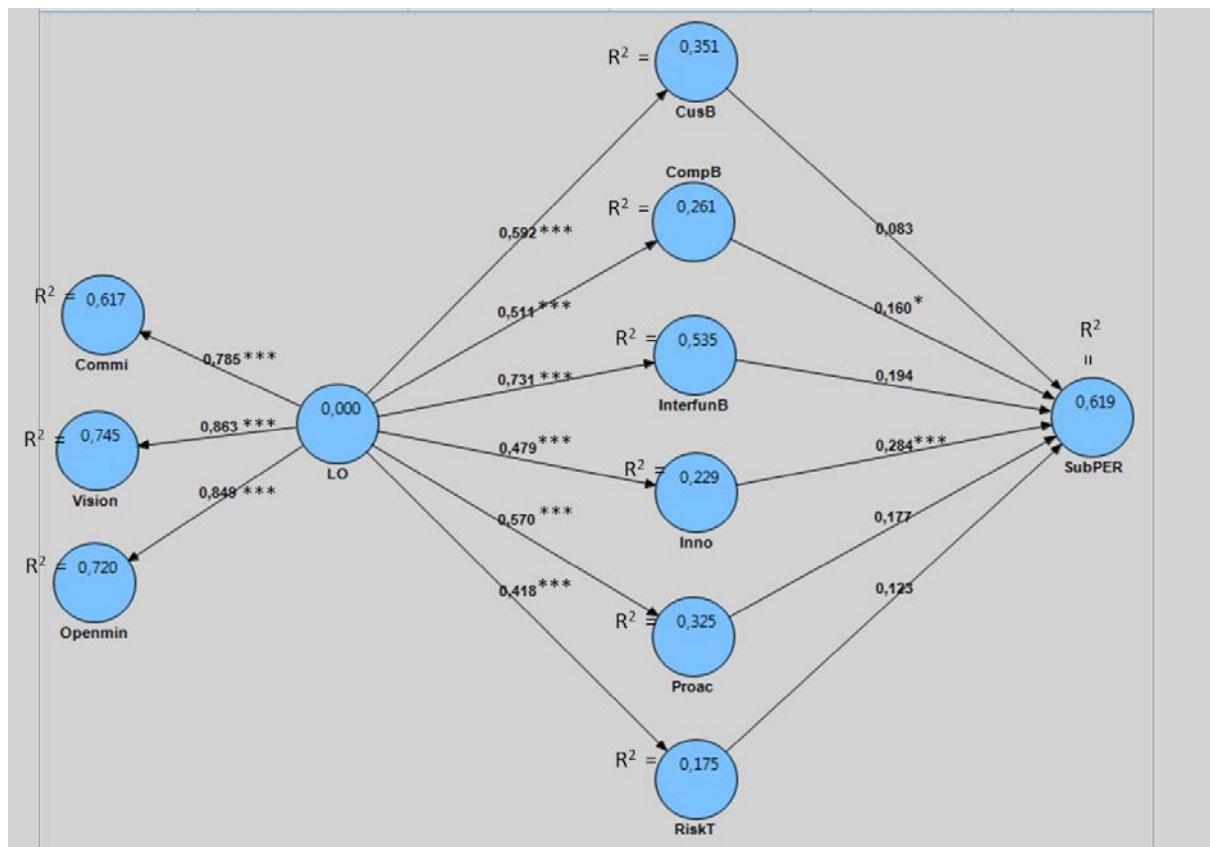 R² = 0,351
CusB
CompB
R² = 0,261
0,592***
0,083
0,511***
0,160*
R² = 0,617
Commi
0,785***
R² = 0,535
InterfunB
0,731***
0,194
R² =
0,619
SubPER
0,000
LO
R² = 0,745
Vision
0,863***
0,479***
R² = 0,229
Inno
0,284***
0,849***
R² = 0,720
Openmin
0,570***
0,177
0,418***
0,123
R² = 0,325
Proac
R² = 0,175
RiskT